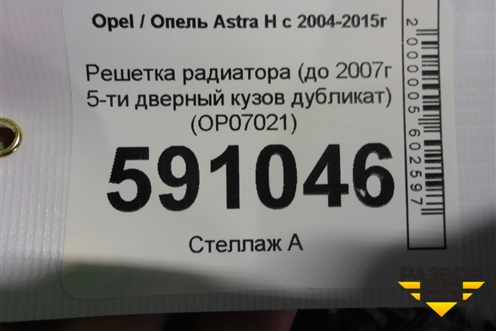 Opel / Опель Astra H с 2004-2015г
Решетка радиатора (до 2007г
5-ти дверный кузов дубликат)
(OP07021)
591046
Стеллаж А
2000005602597